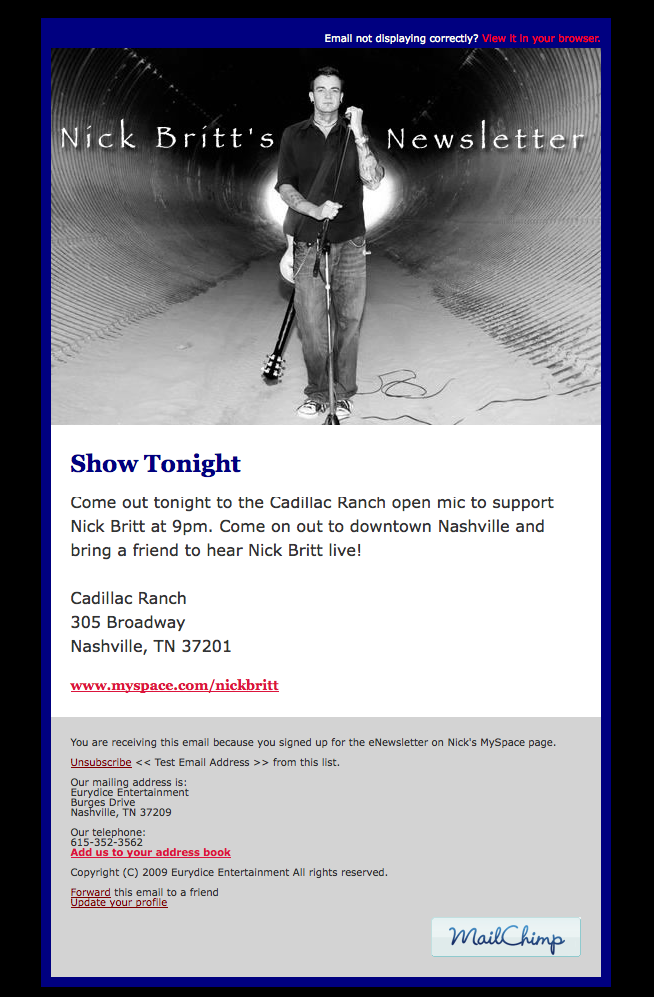 Email not displaying correctly? View it in your browser.
Nick Britt's Newsletter
Show Tonight
Come out tonight to the Cadillac Ranch open mic to support
Nick Britt at 9pm. Come on out to downtown Nashville and
bring a friend to hear Nick Britt live!
Cadillac Ranch
305 Broadway
Nashville, TN 37201
www.myspace.com/nickbritt
You are receiving this email because you signed up for the eNewsletter on Nick's MySpace page.
Unsubscribe << Test Email Address >> from this list.
Our mailing address is:
Eurydice Entertainment
Burges Drive
Nashville, TN 37209
Our telephone:
615-352-3562
Add us to your address book
Copyright (C) 2009 Eurydice Entertainment All rights reserved.
Forward this email to a friend
Update your profile
MailChimp